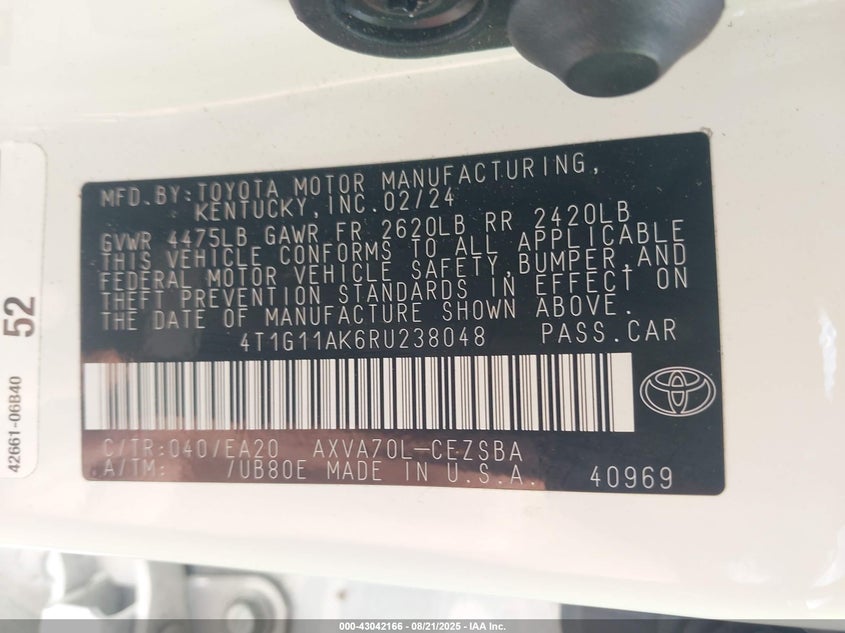 MFD.BY:TOYOTA MOTOR MANUFACTURING,
KENTUCKY,INC.02/24
GVWR 4475LB GAWR FR 2620LB RR 2420LB
THIS VEHICLE CONFORMS TO ALL APPLICABLE
FEDERAL MOTOR VEHICLE SAFETY,BUMPER,AND
THEFT PREVENTION STANDARDS IN EFFECT ON
THE DATE OF MANUFACTURE SHOWN ABOVE.
4T1G11AK6RU238048 PASS.CAR
C/TR:040/EA20 AXVA70L-CEZSBA
A/TM: /UB80E MADE IN U.S.A. 40969
52
42661-06B40
000-43042166 - 08/21/2025 - IAA Inc.